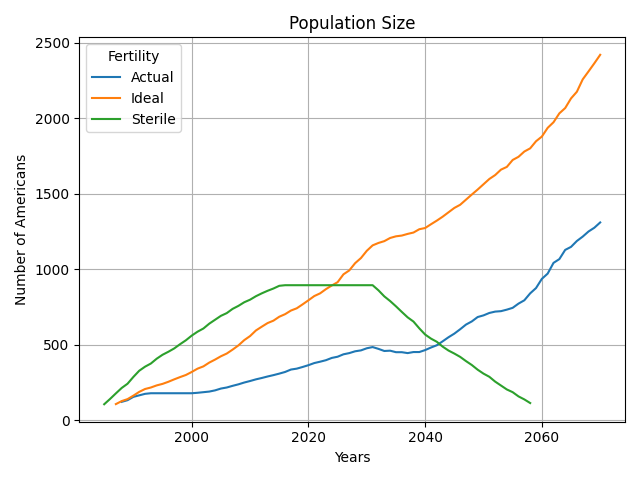 Population Size
Fertility
Actual
Ideal
Sterile
Number of Americans
2500
2000
1500
1000
500
0
2000 2020 2040 2060
Years